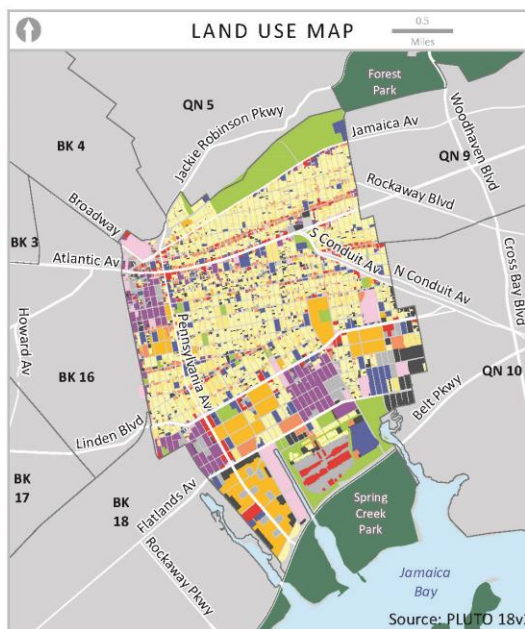 LAND USE MAP
0.5
Miles
Forest
Park
QN 5
Jackie Robinson Pkwy
Woodhaven Blvd
BK 4
Jamaica Av
QN 9
Rockaway Blvd
Broadway
BK 3
Atlantic Av
S Conduit Av
N Conduit Av
Cross Bay Blvd
Howard Av
Pennsylvania Av
BK 16
QN 10
Belt Pkwy
Linden Blvd
BK
17
BK
18
Flatlands Av
Spring
Creek
Park
Rockaway Pkwy
Jamaica
Bay
Source: PLUTO 18v